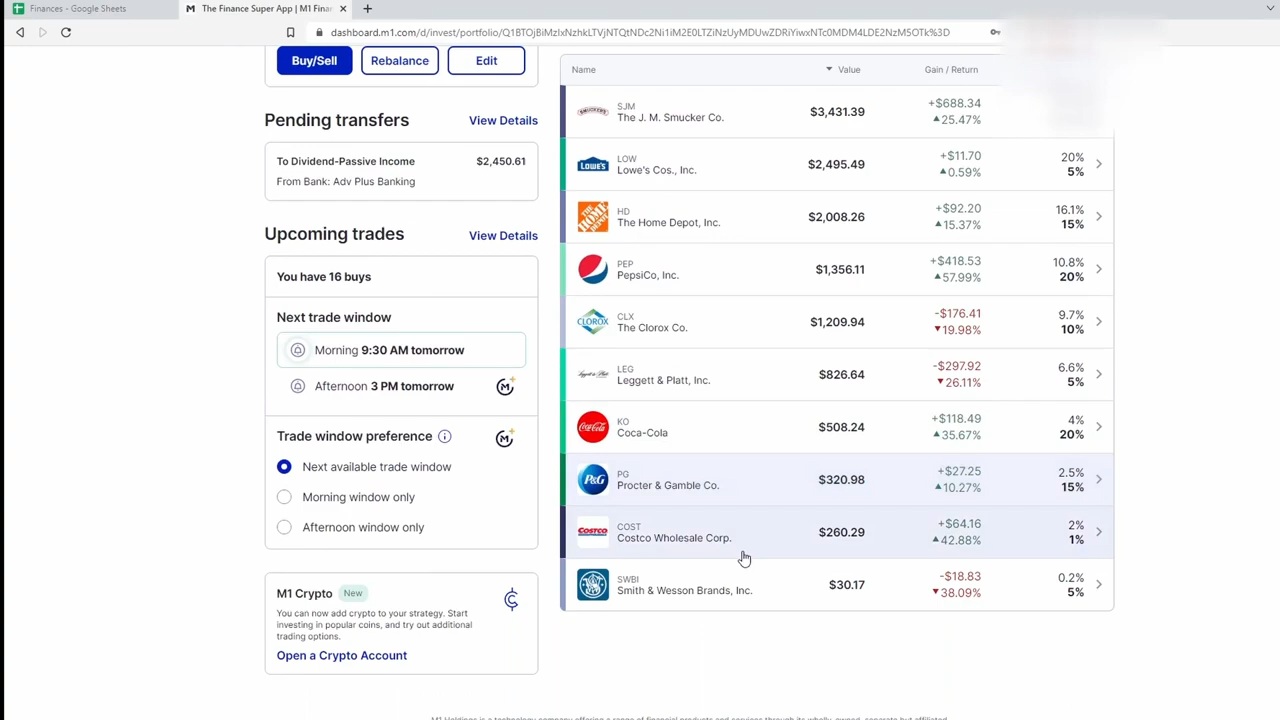 Finances - Google Sheets
The Finance Super App | M1 Finan
dashboard.m1.com/d/invest/portfolio/Q1BTOjBiMzIxNzhkLTVjNTQtNDc2Ni1iM2E0LTZiNzUyMDUwZDRiYiwxNTc0MDM4LDE2NzM5OTk%3D
Buy/Sell
Rebalance
Edit
Pending transfers
View Details
To Dividend-Passive Income
$2,450.61
From Bank: Adv Plus Banking
Upcoming trades
View Details
You have 16 buys
Next trade window
Morning 9:30 AM tomorrow
Afternoon 3 PM tomorrow
Trade window preference
Next available trade window
Morning window only
Afternoon window only
M1 Crypto New
You can now add crypto to your strategy. Start
investing in popular coins, and try out additional
trading options.
Open a Crypto Account
Name
Value
Gain / Return
SJM
The J. M. Smucker Co.
$3,431.39
+$688.34
25.47%
LOWE'S
LOW
Lowe's Cos., Inc.
$2,495.49
+$11.70
0.59%
20%
5%
THE HOME DEPOT
HD
The Home Depot, Inc.
$2,008.26
+$92.20
15.37%
16.1%
15%
PEP
PepsiCo, Inc.
$1,356.11
+$418.53
57.99%
10.8%
20%
CLOROX
CLX
The Clorox Co.
$1,209.94
-$176.41
19.98%
9.7%
10%
LEG
Leggett & Platt, Inc.
$826.64
-$297.92
26.11%
6.6%
5%
Coca-Cola
KO
Coca-Cola
$508.24
+$118.49
35.67%
4%
20%
P&G
PG
Procter & Gamble Co.
$320.98
+$27.25
10.27%
2.5%
15%
COSTCO
COST
Costco Wholesale Corp.
$260.29
+$64.16
42.88%
2%
1%
SWBI
Smith & Wesson Brands, Inc.
$30.17
-$18.83
38.09%
0.2%
5%